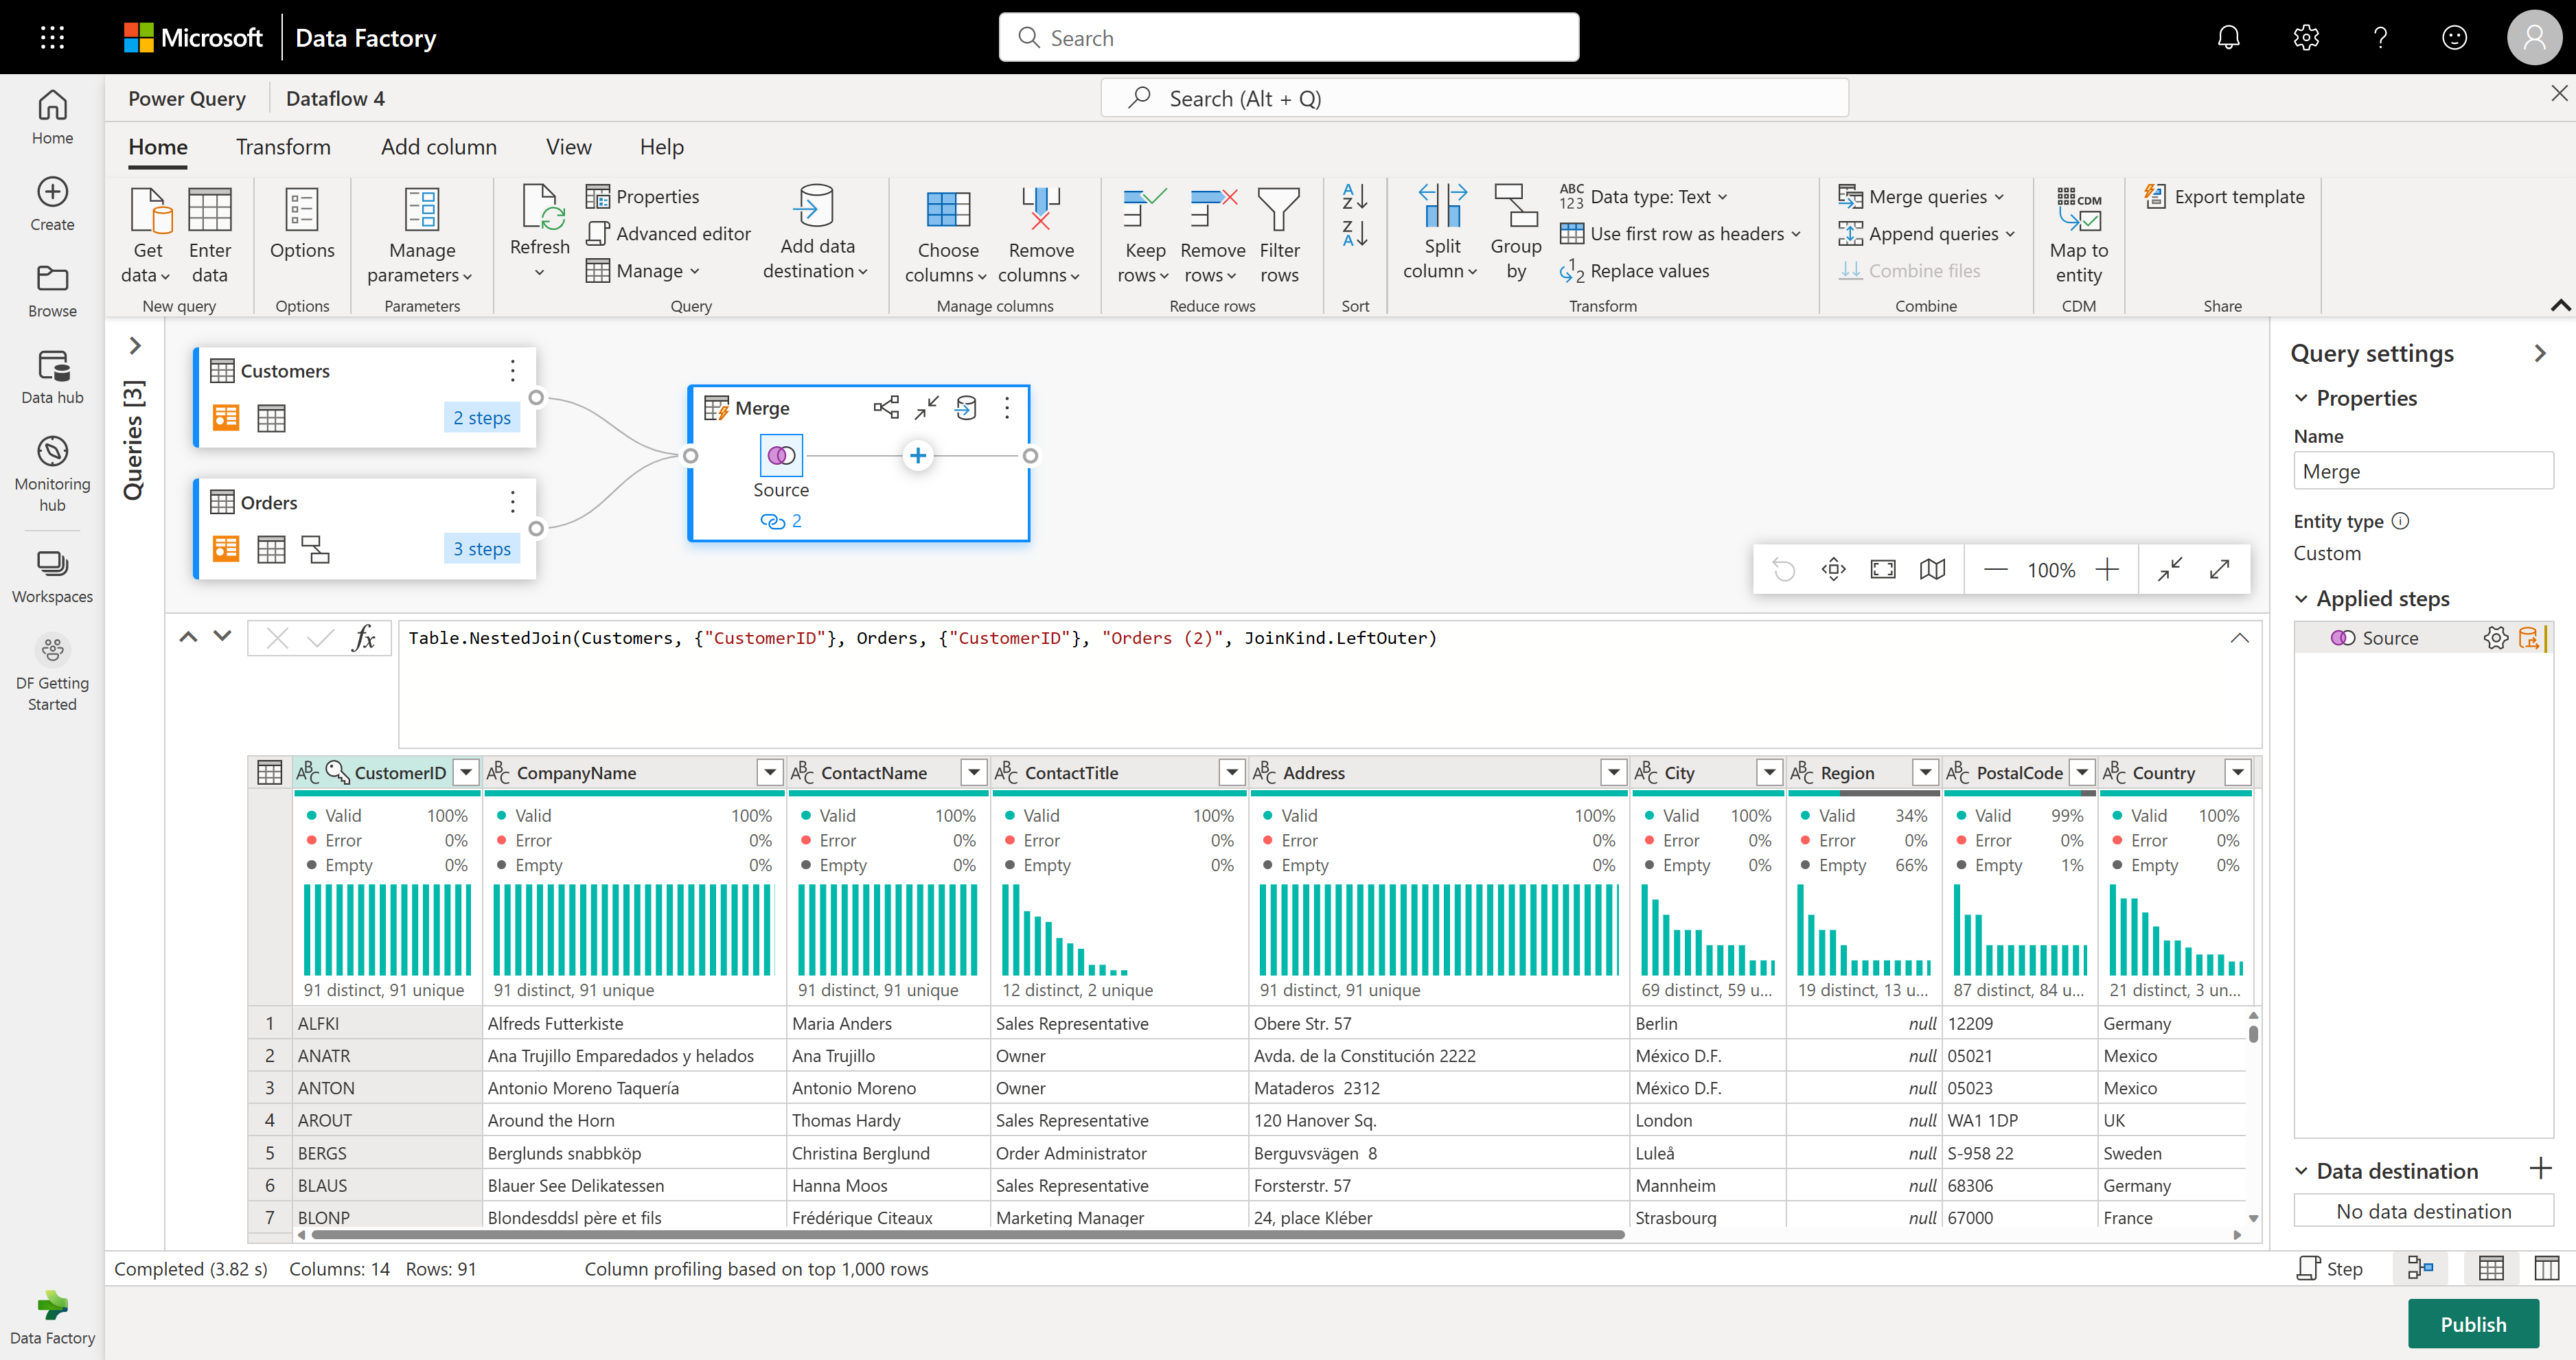 Microsoft Data Factory
Search
Power Query Dataflow 4
Search (Alt + Q)
Home Transform Add column View Help
Home
Create
Browse
Data hub
Monitoring
hub
Workspaces
DF Getting
Started
Data Factory
Get
data
Enter
data
New query
Options
Options
Manage
parameters
Parameters
Refresh
Properties
Advanced editor
Manage
Add data
destination
Query
Choose
columns
Remove
columns
Manage columns
Keep
rows
Remove
rows
Filter
rows
Reduce rows
A
Z
Z
A
Sort
Split
column
Group
by
ABC
123 Data type: Text
Use first row as headers
1
2 Replace values
Transform
Merge queries
Append queries
Combine files
Combine
CDM
Map to
entity
CDM
Export template
Share
Queries [3]
Customers
2 steps
Orders
3 steps
Merge
Source
2
100%
Table.NestedJoin(Customers, {"CustomerID"}, Orders, {"CustomerID"}, "Orders (2)", JoinKind.LeftOuter)
fx
ABC CustomerID ABC CompanyName ABC ContactName ABC ContactTitle ABC Address ABC City ABC Region ABC PostalCode ABC Country
Valid 100% Valid 100% Valid 100% Valid 100% Valid 100% Valid 100% Valid 34% Valid 99% Valid 100%
Error 0% Error 0% Error 0% Error 0% Error 0% Error 0% Error 0% Error 0% Error 0%
Empty 0% Empty 0% Empty 0% Empty 0% Empty 0% Empty 0% Empty 66% Empty 1% Empty 0%
91 distinct, 91 unique 91 distinct, 91 unique 91 distinct, 91 unique 12 distinct, 2 unique 91 distinct, 91 unique 69 distinct, 59 u... 19 distinct, 13 u... 87 distinct, 84 u... 21 distinct, 3 un...
1 ALFKI Alfreds Futterkiste Maria Anders Sales Representative Obere Str. 57 Berlin null 12209 Germany
2 ANATR Ana Trujillo Emparedados y helados Ana Trujillo Owner Avda. de la Constitución 2222 México D.F. null 05021 Mexico
3 ANTON Antonio Moreno Taquería Antonio Moreno Owner Mataderos 2312 México D.F. null 05023 Mexico
4 AROUT Around the Horn Thomas Hardy Sales Representative 120 Hanover Sq. London null WA1 1DP UK
5 BERGS Berglunds snabbköp Christina Berglund Order Administrator Berguvsvägen 8 Luleå null S-958 22 Sweden
6 BLAUS Blauer See Delikatessen Hanna Moos Sales Representative Forsterstr. 57 Mannheim null 68306 Germany
7 BLONP Blondesddsl père et fils Frédérique Citeaux Marketing Manager 24, place Kléber Strasbourg null 67000 France
Completed (3.82 s) Columns: 14 Rows: 91 Column profiling based on top 1,000 rows
Step
Query settings
Properties
Name
Merge
Entity type
Custom
Applied steps
Source
Data destination
No data destination
Publish